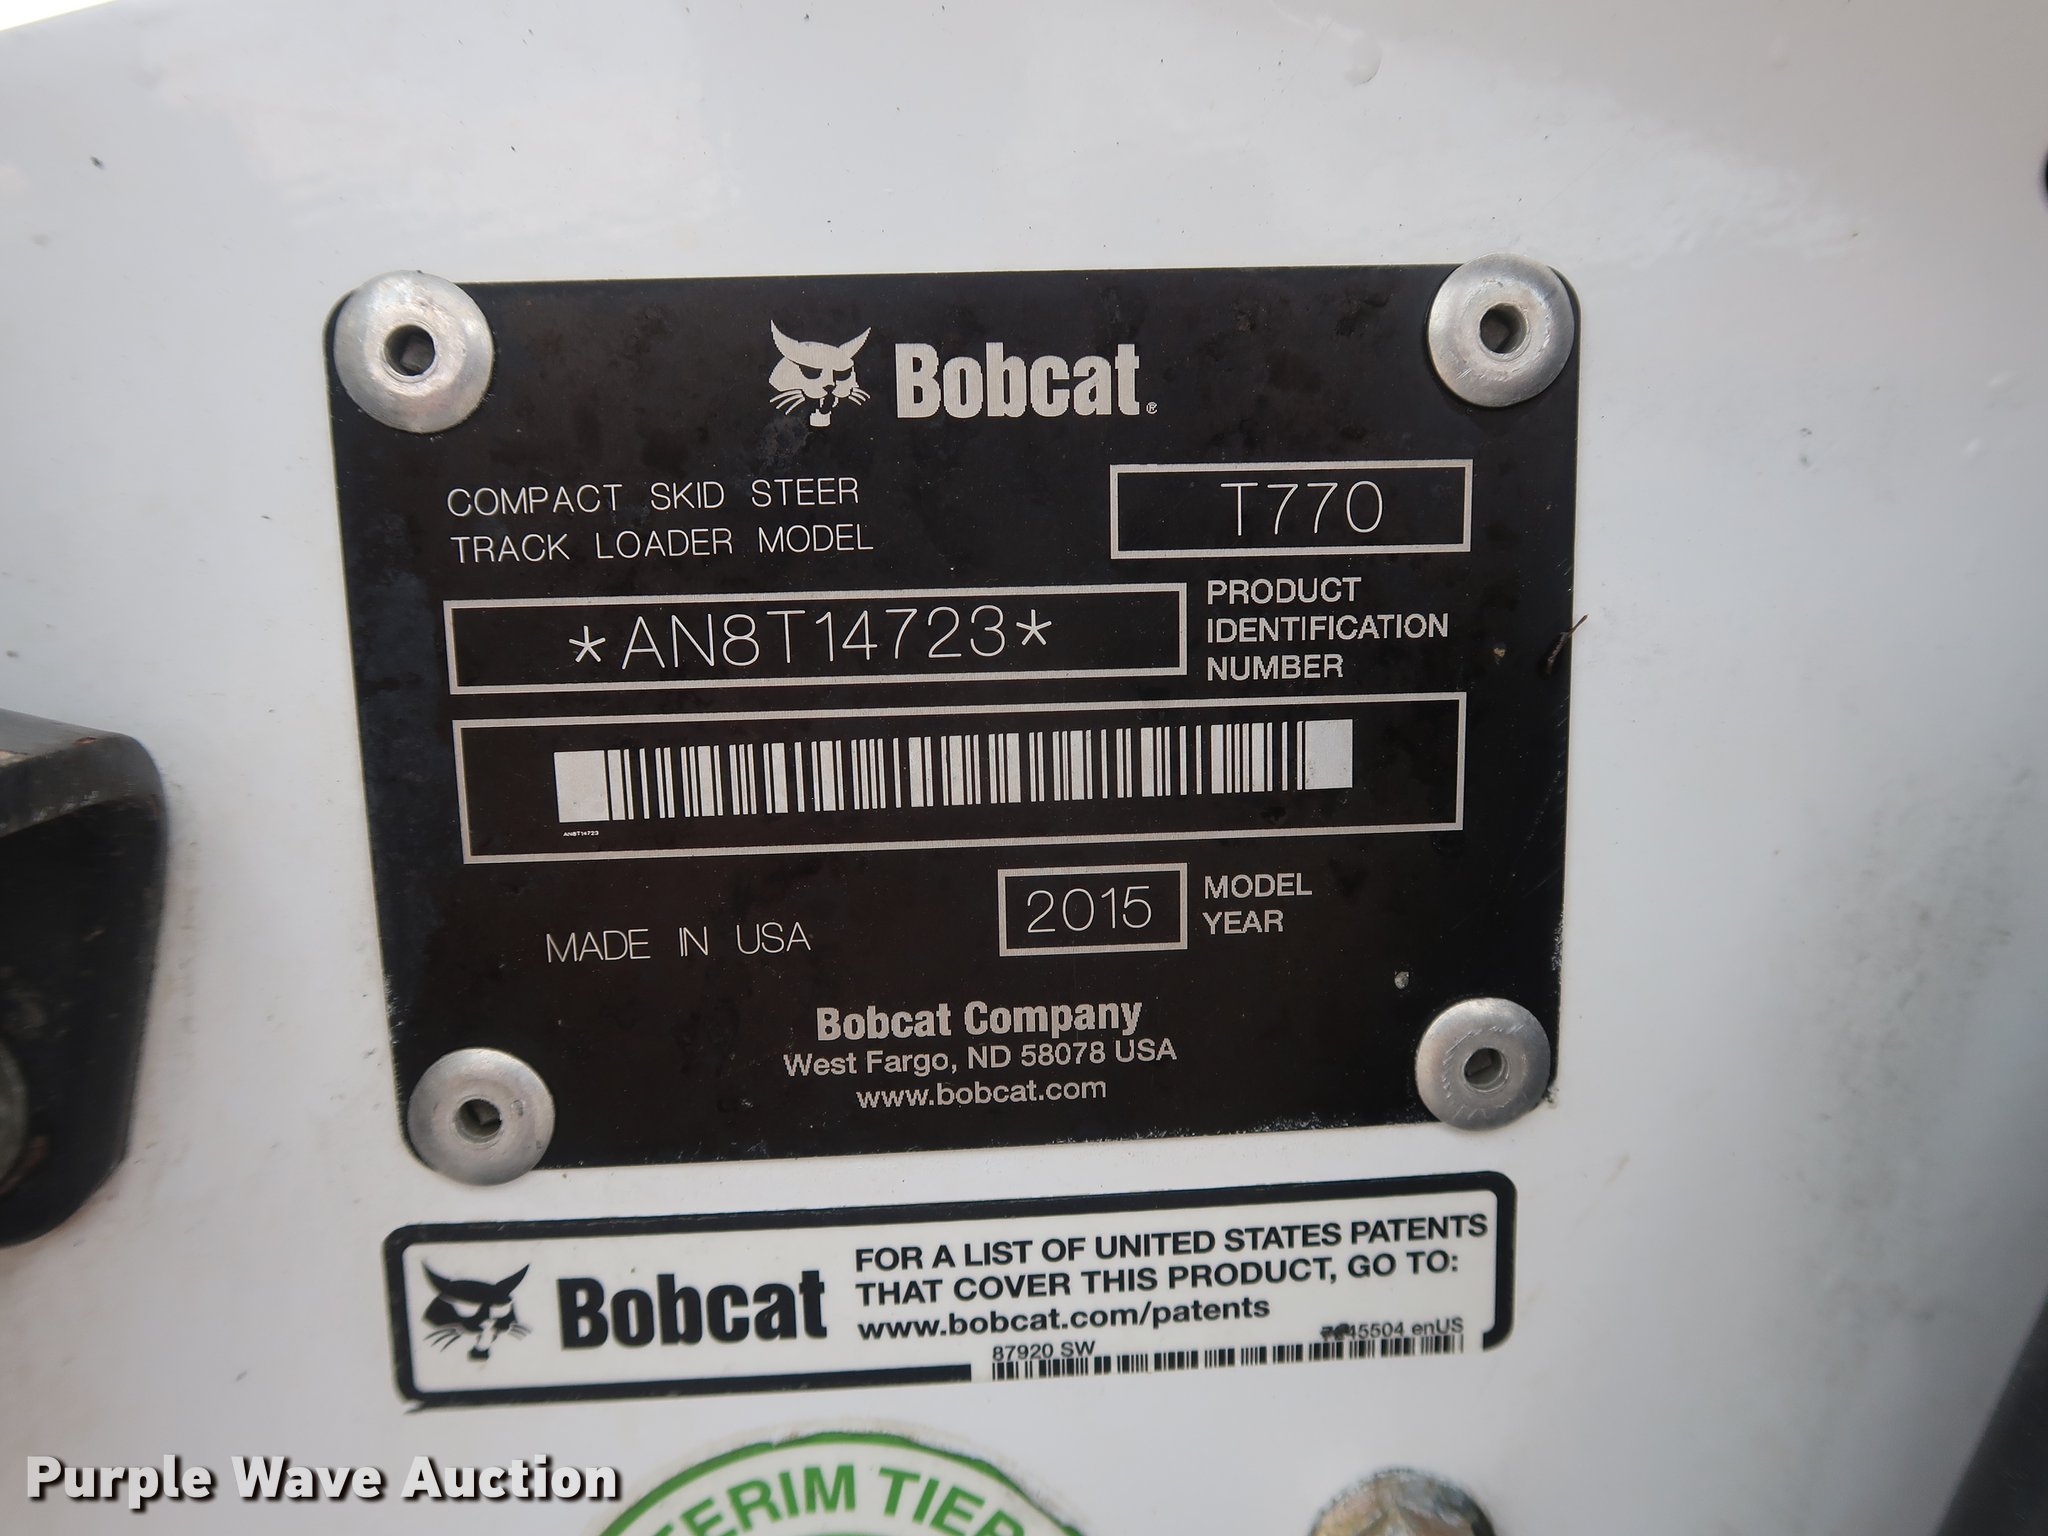 Bobcat®
COMPACT SKID STEER
TRACK LOADER MODEL
T770
*AN8T14723*
PRODUCT
IDENTIFICATION
NUMBER
AN8T14723
MADE IN USA
2015
MODEL
YEAR
Bobcat Company
West Fargo, ND 58078 USA
www.bobcat.com
Bobcat
FOR A LIST OF UNITED STATES PATENTS
THAT COVER THIS PRODUCT, GO TO:
www.bobcat.com/patents
87920 SW
enUS
TIER
Purple Wave Auction